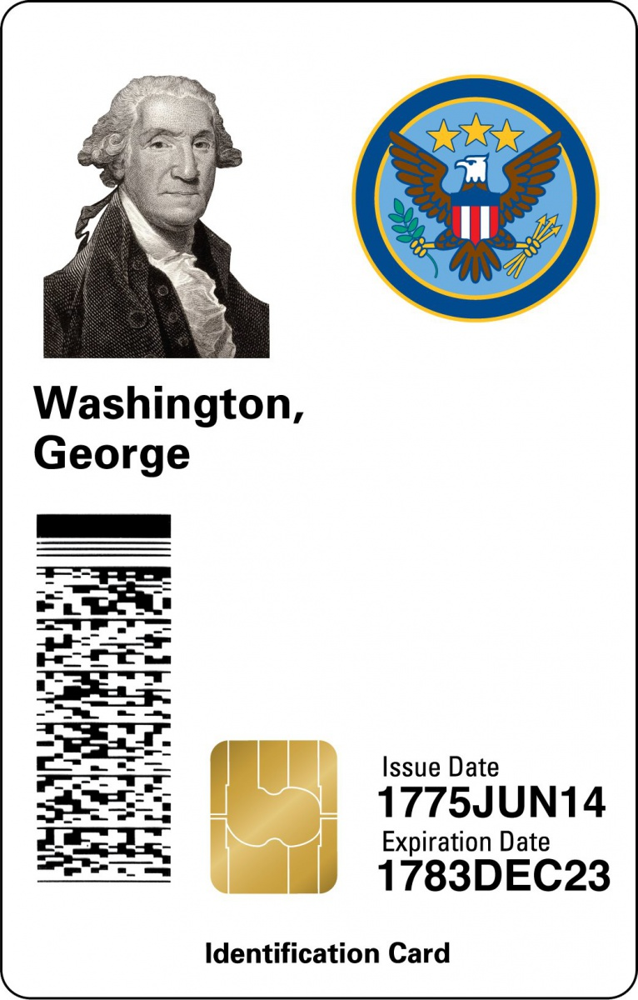 Washington,
George
Issue Date
1775JUN14
Expiration Date
1783DEC23
Identification Card